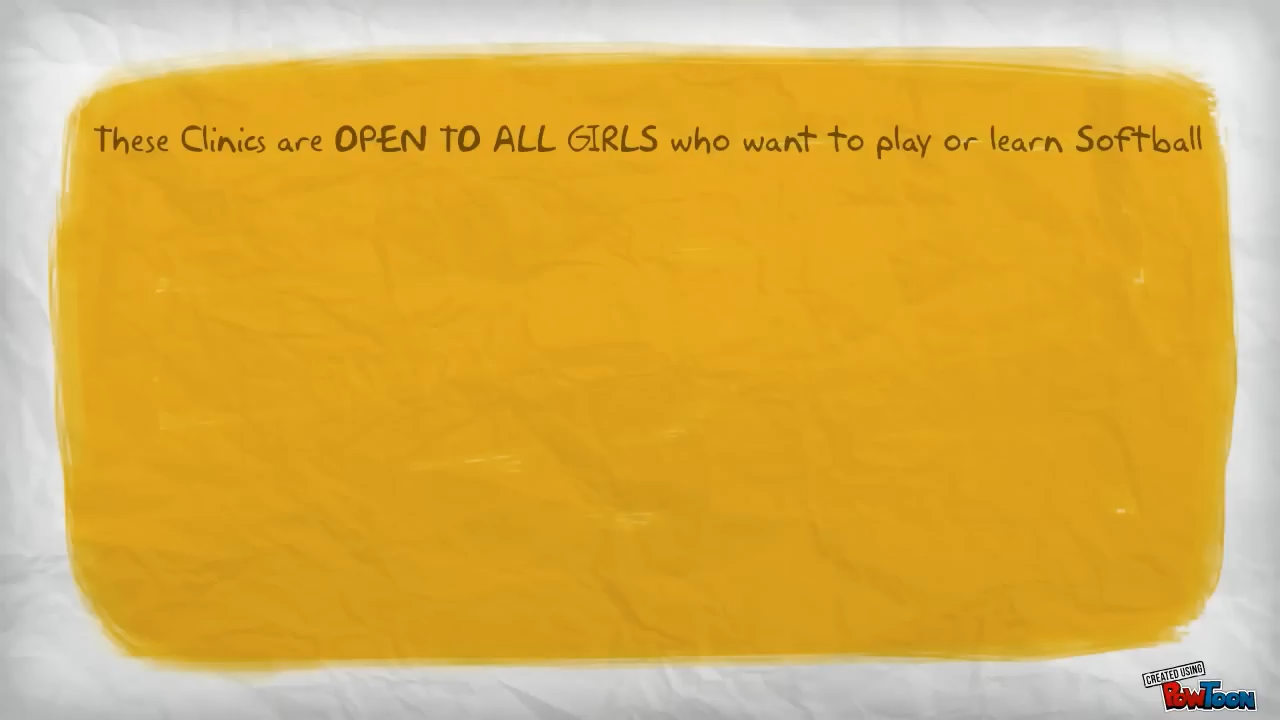 These Clinics are OPEN TO ALL GIRLS who want to play or learn Softball
CREATED USING
PowToon